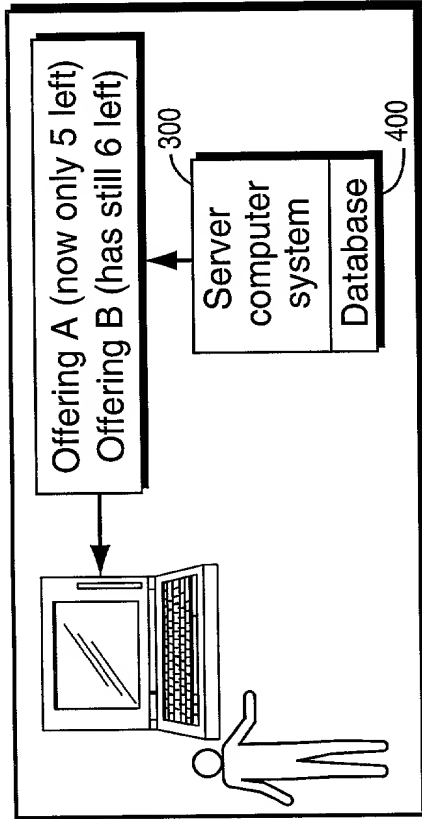 Offering A (now only 5 left)
Offering B (has still 6 left)
300
Server
computer
system
Database
400